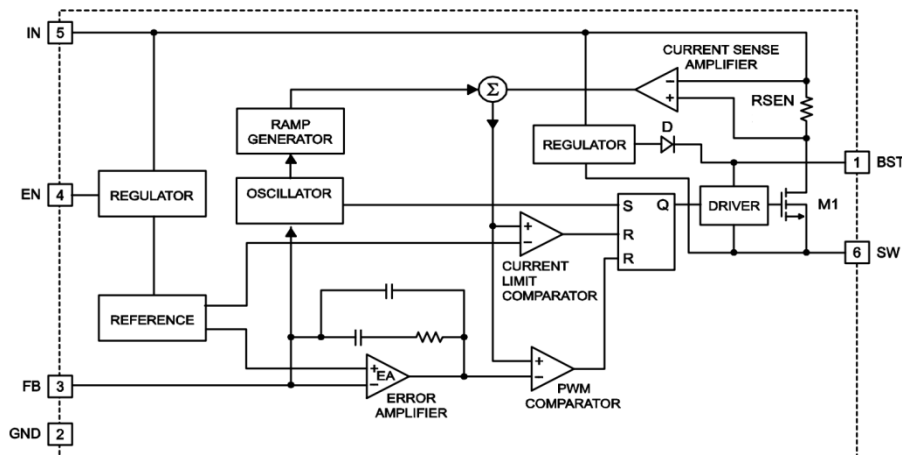 IN 5
CURRENT SENSE
AMPLIFIER
−
+
RSEN
Σ
RAMP
GENERATOR
D
REGULATOR
1 BST
EN 4
REGULATOR
OSCILLATOR
DRIVER
M1
S Q
R
R
+
−
CURRENT
LIMIT
COMPARATOR
6 SW
REFERENCE
+
−
EA
ERROR
AMPLIFIER
+
−
PWM
COMPARATOR
FB 3
GND 2